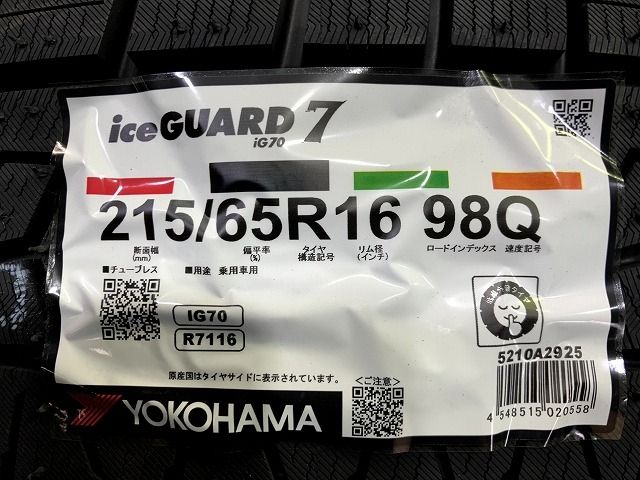 iceGUARD 7
iG70
215/65R16 98Q
断面幅
(mm)
偏平率
(%)
タイヤ
構造記号
リム径
(インチ)
ロードインデックス
速度記号
■チューブレス ■用途 乗用車用
IG70
R7116
原産国はタイヤサイドに表示されています。
<ご注意>
5210A2925
4 548515 020558
YOKOHAMA